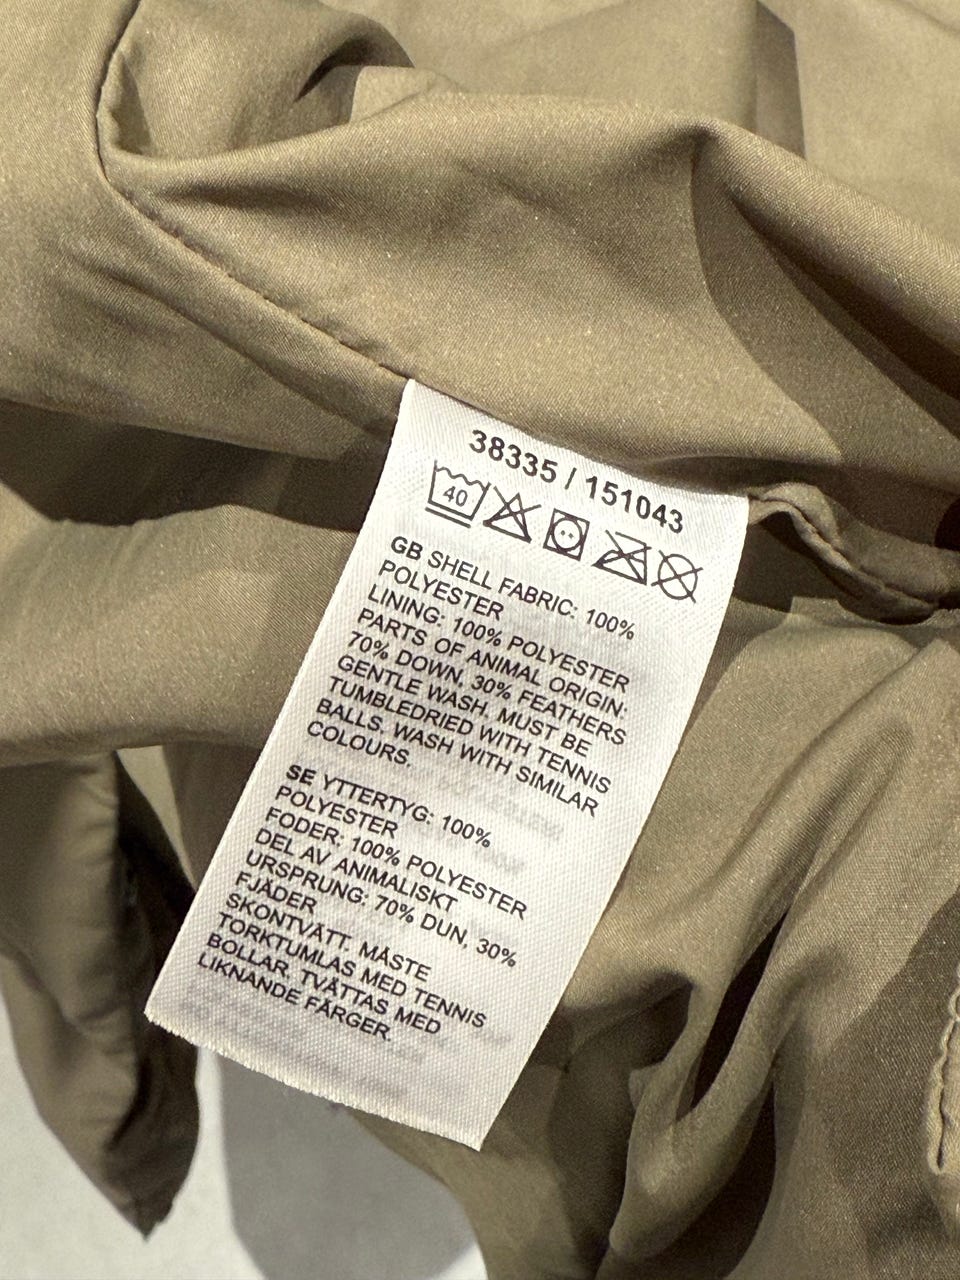 38335 / 151043
40
GB SHELL FABRIC: 100%
POLYESTER
LINING: 100% POLYESTER
PARTS OF ANIMAL ORIGIN:
70% DOWN, 30% FEATHERS
GENTLE WASH, MUST BE
TUMBLEDRIED WITH TENNIS
BALLS, WASH WITH SIMILAR
COLOURS.
SE YTTERTYG: 100%
POLYESTER
FODER: 100% POLYESTER
DEL AV ANIMALISKT
URSPRUNG: 70% DUN, 30%
FJÄDER
SKONTVÄTT. MÅSTE
TORKTUMLAS MED TENNIS
BOLLAR. TVÄTTAS MED
LIKNANDE FÄRGER.